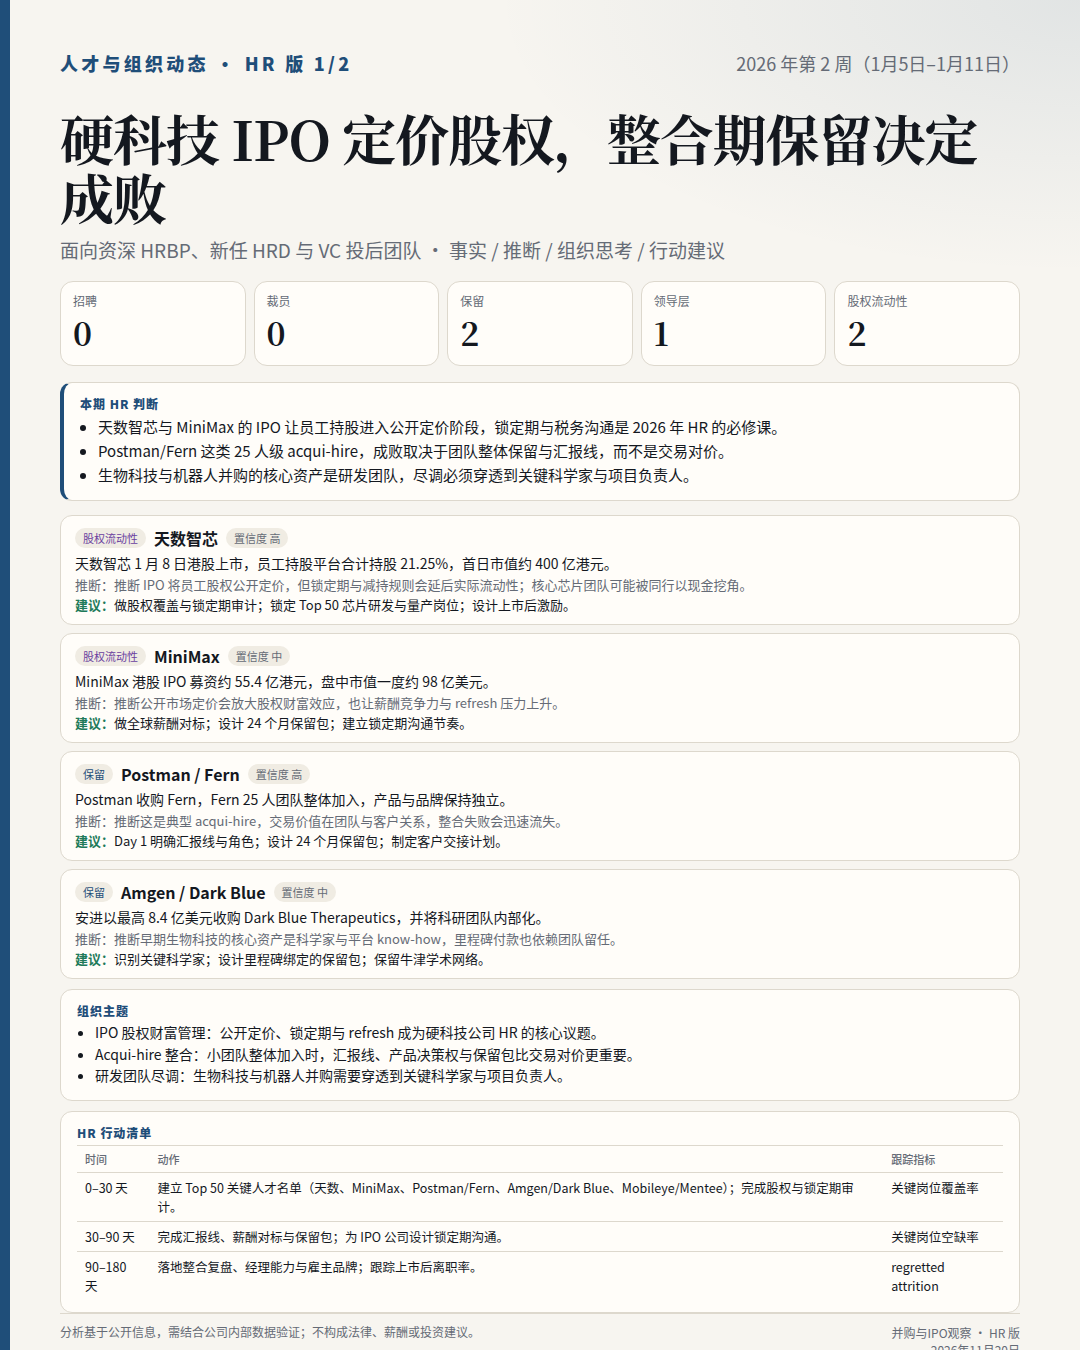 人才与组织动态 · HR 版 1/2
2026 年第 2 周（1月5日–1月11日）
硬科技 IPO 定价股权，整合期保留决定
成败
面向资深 HRBP、新任 HRD 与 VC 投后团队 · 事实 / 推断 / 组织思考 / 行动建议
招聘
0
裁员
0
保留
2
领导层
1
股权流动性
2
本期 HR 判断
• 天数智芯与 MiniMax 的 IPO 让员工持股进入公开定价阶段，锁定期与税务沟通是 2026 年 HR 的必修课。
• Postman/Fern 这类 25 人级 acqui-hire，成败取决于团队整体保留与汇报线，而不是交易对价。
• 生物科技与机器人并购的核心资产是研发团队，尽调必须穿透到关键科学家与项目负责人。
股权流动性 天数智芯 置信度 高
天数智芯 1 月 8 日港股上市，员工持股平台合计持股 21.25%，首日市值约 400 亿港元。
推断：推断 IPO 将员工股权公开定价，但锁定期与减持规则会延后实际流动性；核心芯片团队可能被同行以现金挖角。
建议：做股权覆盖与锁定期审计；锁定 Top 50 芯片研发与量产岗位；设计上市后激励。
股权流动性 MiniMax 置信度 中
MiniMax 港股 IPO 募资约 55.4 亿港元，盘中市值一度约 98 亿美元。
推断：推断公开市场定价会放大股权财富效应，也让薪酬竞争力与 refresh 压力上升。
建议：做全球薪酬对标；设计 24 个月保留包；建立锁定期沟通节奏。
保留 Postman / Fern 置信度 高
Postman 收购 Fern，Fern 25 人团队整体加入，产品与品牌保持独立。
推断：推断这是典型 acqui-hire，交易价值在团队与客户关系，整合失败会迅速流失。
建议：Day 1 明确汇报线与角色；设计 24 个月保留包；制定客户交接计划。
保留 Amgen / Dark Blue 置信度 中
安进以最高 8.4 亿美元收购 Dark Blue Therapeutics，并将科研团队内部化。
推断：推断早期生物科技的核心资产是科学家与平台 know-how，里程碑付款也依赖团队留任。
建议：识别关键科学家；设计里程碑绑定的保留包；保留牛津学术网络。
组织主题
• IPO 股权财富管理：公开定价、锁定期与 refresh 成为硬科技公司 HR 的核心议题。
• Acqui-hire 整合：小团队整体加入时，汇报线、产品决策权与保留包比交易对价更重要。
• 研发团队尽调：生物科技与机器人并购需要穿透到关键科学家与项目负责人。
HR 行动清单
时间 动作 跟踪指标
0–30 天 建立 Top 50 关键人才名单（天数、MiniMax、Postman/Fern、Amgen/Dark Blue、Mobileye/Mentee）；完成股权与锁定期审 关键岗位覆盖率
计。
30–90 天 完成汇报线、薪酬对标与保留包；为 IPO 公司设计锁定期沟通。 关键岗位空缺率
90–180 落地整合复盘、经理能力与雇主品牌；跟踪上市后离职率。 regretted
天 attrition
分析基于公开信息，需结合公司内部数据验证；不构成法律、薪酬或投资建议。
并购与IPO观察 · HR 版